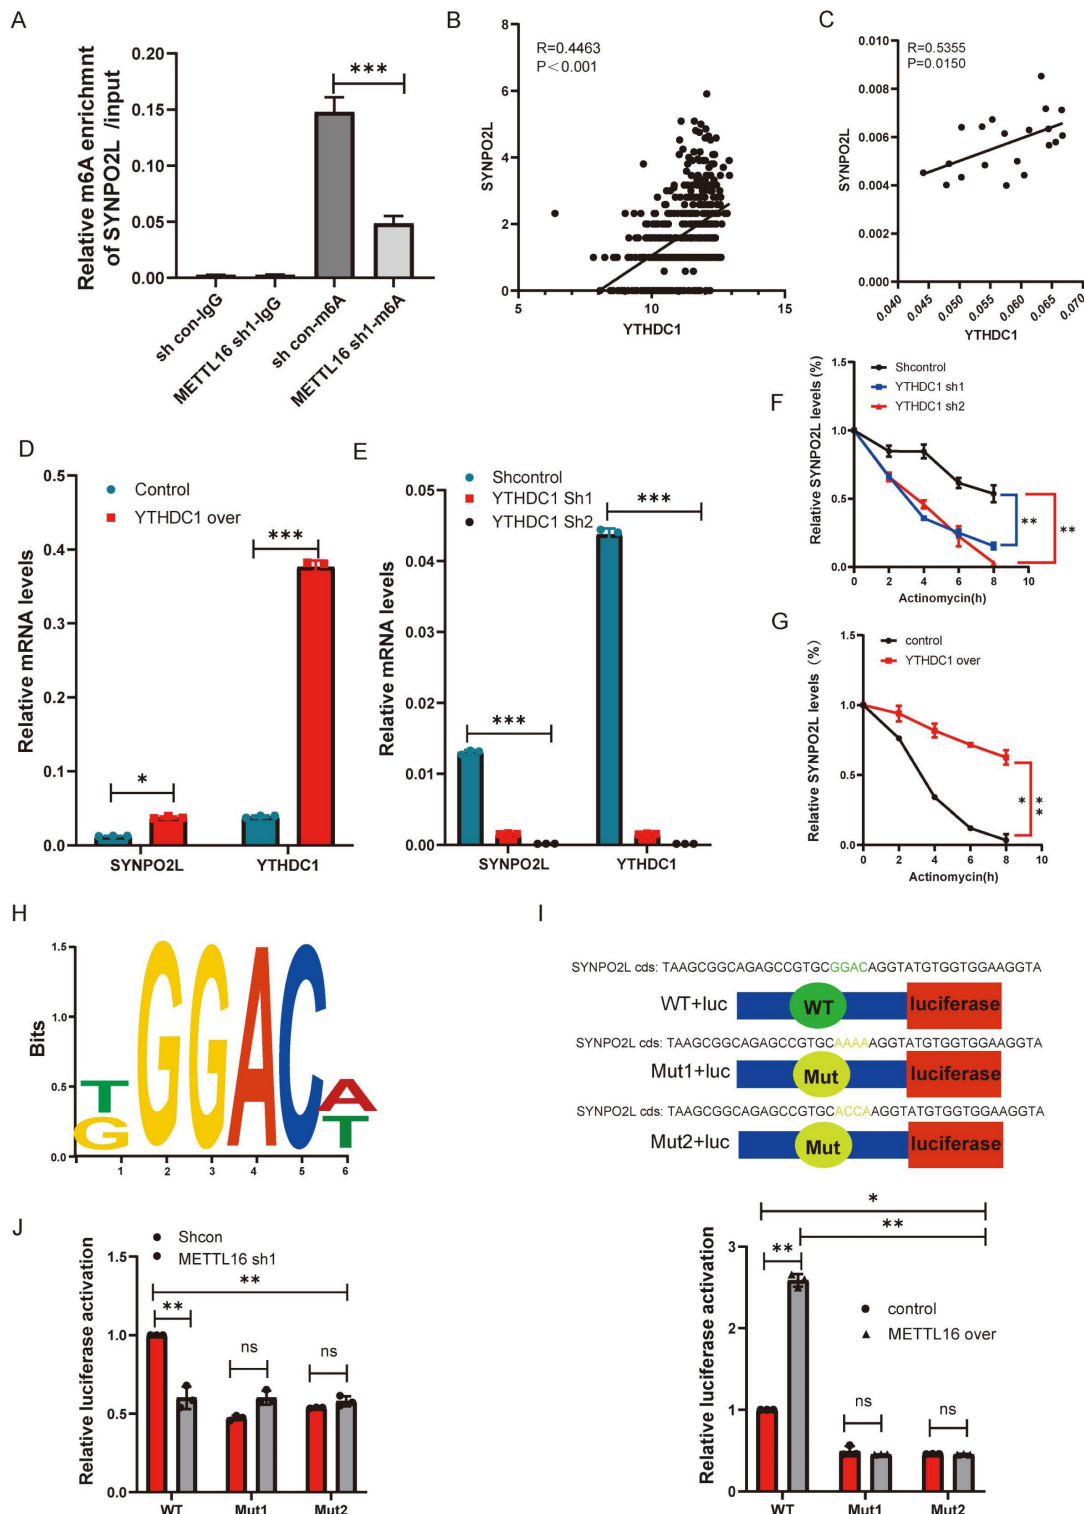 A
Relative m6A enrichmnt
of SYNPO2L /input
0.20
0.15
0.10
0.05
0.00
***
sh con-IgG
METTL16 sh1-IgG
sh con-m6A
METTL16 sh1-m6A
B
R=0.4463
P<0.001
SYNPO2L
8
6
4
2
0
5
10
15
YTHDC1
C
R=0.5355
P=0.0150
SYNPO2L
0.010
0.008
0.006
0.004
0.002
0.000
0.040
0.045
0.050
0.055
0.060
0.065
0.070
YTHDC1
D
Control
YTHDC1 over
Relative mRNA levels
0.5
0.4
0.3
0.2
0.1
0.0
*
***
SYNPO2L
YTHDC1
E
Shcontrol
YTHDC1 Sh1
YTHDC1 Sh2
Relative mRNA levels
0.05
0.04
0.03
0.02
0.01
0.00
***
***
SYNPO2L
YTHDC1
F
Shcontrol
YTHDC1 sh1
YTHDC1 sh2
Relative SYNPO2L levels (%)
1.5
1.0
0.5
0.0
**
**
0 2 4 6 8 10
Actinomycin(h)
G
control
YTHDC1 over
Relative SYNPO2L levels (%)
1.5
1.0
0.5
0.0
***
0 2 4 6 8 10
Actinomycin(h)
H
Bits
1.5
1.0
0.5
0.0
T
G
G
G
A
C
A
T
1 2 3 4 5 6
I
SYNPO2L cds: TAAGCGGCAGAGCCGTGCGGACAGGTATGTGGTGGAAGGTA
WT+luc
WT
luciferase
SYNPO2L cds: TAAGCGGCAGAGCCGTGCAAAAAGGTATGTGGTGGAAGGTA
Mut1+luc
Mut
luciferase
SYNPO2L cds: TAAGCGGCAGAGCCGTGCACCAAGGTATGTGGTGGAAGGTA
Mut2+luc
Mut
luciferase
J
Shcon
METTL16 sh1
Relative luciferase activation
1.5
1.0
0.5
0.0
**
**
ns
ns
WT
Mut1
Mut2
*
**
**
Relative luciferase activation
3
2
1
0
control
METTL16 over
ns
ns
WT
Mut1
Mut2